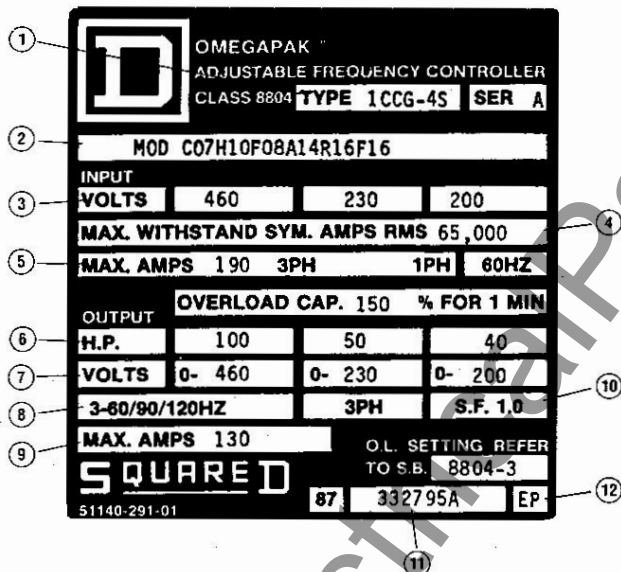 OMEGAPAK ™
1 ADJUSTABLE FREQUENCY CONTROLLER
CLASS 8804 TYPE 1CCG-4S SER A
2 MOD C07H10F08A14R16F16
INPUT
3 VOLTS 460 230 200
MAX. WITHSTAND SYM. AMPS RMS 65,000 4
5 MAX. AMPS 190 3PH 1PH 60HZ
OVERLOAD CAP. 150 % FOR 1 MIN
OUTPUT
6 H.P. 100 50 40
7 VOLTS 0- 460 0- 230 0- 200
8 3-60/90/120HZ 3PH S.F. 1.0 10
9 MAX. AMPS 130
O.L. SETTING REFER
TO S.B. 8804-3
SQUARE D
87 332795A EP 12
51140-291-01
11